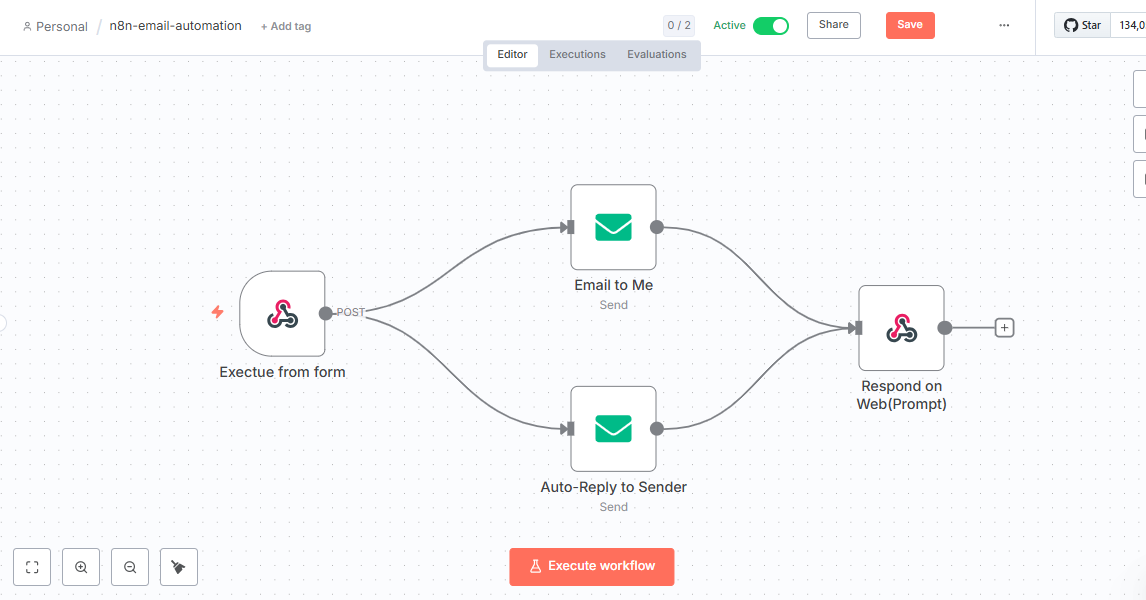 Personal / n8n-email-automation + Add tag 0 / 2 Active Share Save ... Star 134,0
Editor Executions Evaluations
POST
Exectue from form
Email to Me
Send
Auto-Reply to Sender
Send
Respond on
Web(Prompt)
Execute workflow